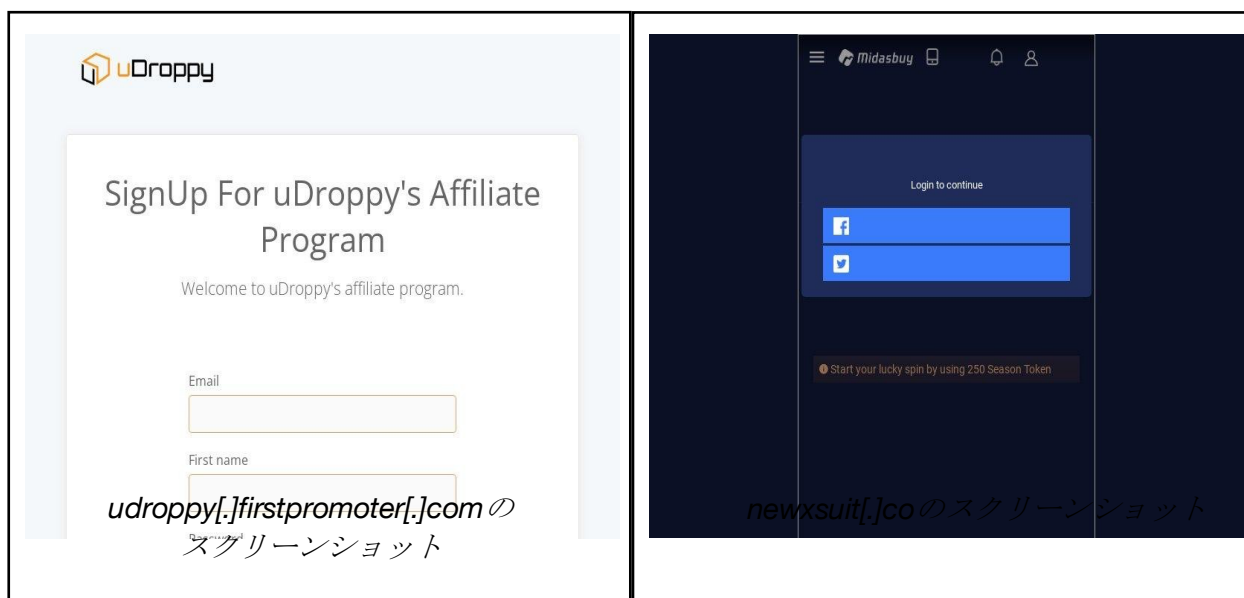 uDroppy
SignUp For uDroppy's Affiliate
Program
Welcome to uDroppy's affiliate program.
Email
First name
udroppy[.]firstpromoter[.]comの
Password
スクリーンショット
Midasbuy
Login to continue
Start your lucky spin by using 250 Season Token
newxsuit[.]coのスクリーンショット